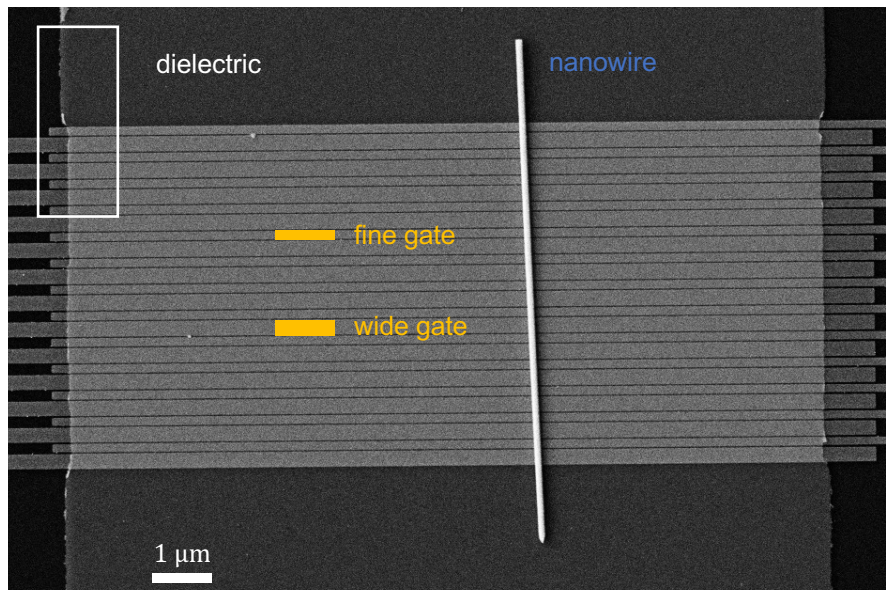 dielectric
nanowire
fine gate
wide gate
1 μm